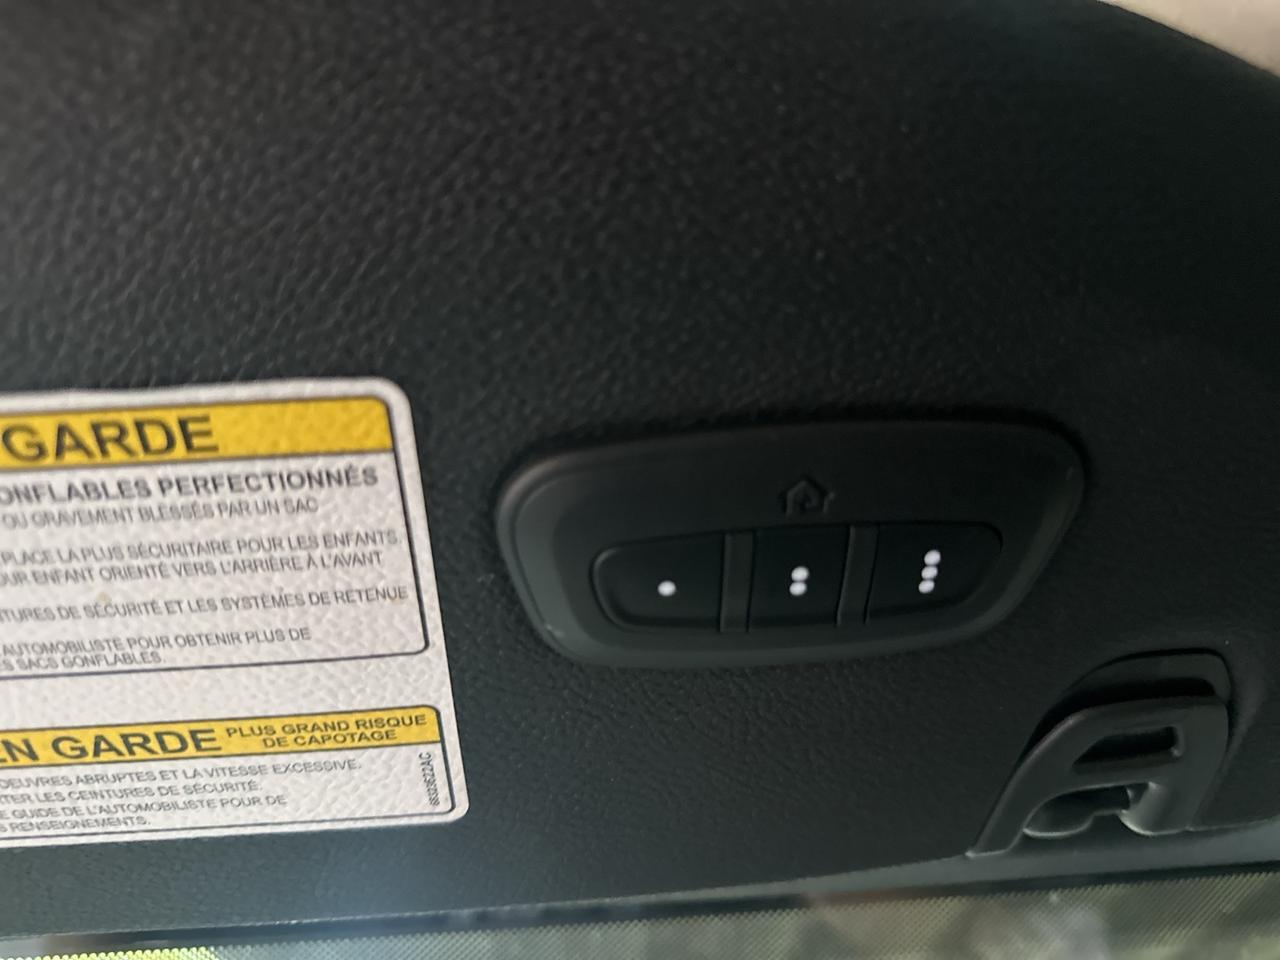 GARDE
ONFLABLES PERFECTIONNÉS
OU GRAVEMENT BLESSÉS PAR UN SAC
PLACE LA PLUS SÉCURITAIRE POUR LES ENFANTS.
OUR ENFANT ORIENTÉ VERS L'ARRIÈRE À L'AVANT
TURES DE SÉCURITÉ ET LES SYSTÈMES DE RETENUE
AUTOMOBILISTE POUR OBTENIR PLUS DE
ES SACS GONFLABLES.
EN GARDE PLUS GRAND RISQUE
DE CAPOTAGE
OEUVRES ABRUPTES ET LA VITESSE EXCESSIVE.
TER LES CEINTURES DE SÉCURITÉ.
E GUIDE DE L'AUTOMOBILISTE POUR DE
S RENSEIGNEMENTS.